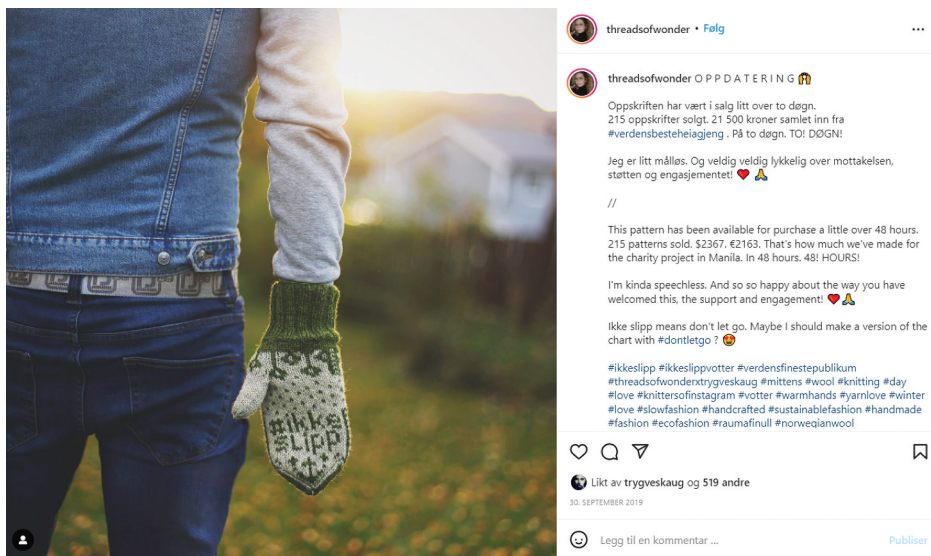 #ikke
SLIPP
threadsofwonder • Følg
threadsofwonder O P P D A T E R I N G
Oppskriften har vært i salg litt over to døgn.
215 oppskrifter solgt. 21 500 kroner samlet inn fra
#verdensbesteheiagjeng . På to døgn. TO! DØGN!
Jeg er litt målløs. Og veldig veldig lykkelig over mottakelsen,
støtten og engasjementet! ❤️ 🙏
//
This pattern has been available for purchase a little over 48 hours.
215 patterns sold. $2367. €2163. That's how much we've made for
the charity project in Manila. In 48 hours. 48! HOURS!
I'm kinda speechless. And so so happy about the way you have
welcomed this, the support and engagement! ❤️ 🙏
Ikke slipp means don't let go. Maybe I should make a version of the
chart with #dontletgo ? 😍
#ikkeslipp #ikkeslippvotter #verdensfinestepublikum
#threadsofwonderxtrygveskaug #mittens #wool #knitting #day
#love #knittersofinstagram #votter #warmhands #yarnlove #winter
#love #slowfashion #handcrafted #sustainablefashion #handmade
#fashion #ecofashion #raumafinull #norwegianwool
Likt av trygveskaug og 519 andre
30. SEPTEMBER 2019
Legg til en kommentar ... Publiser